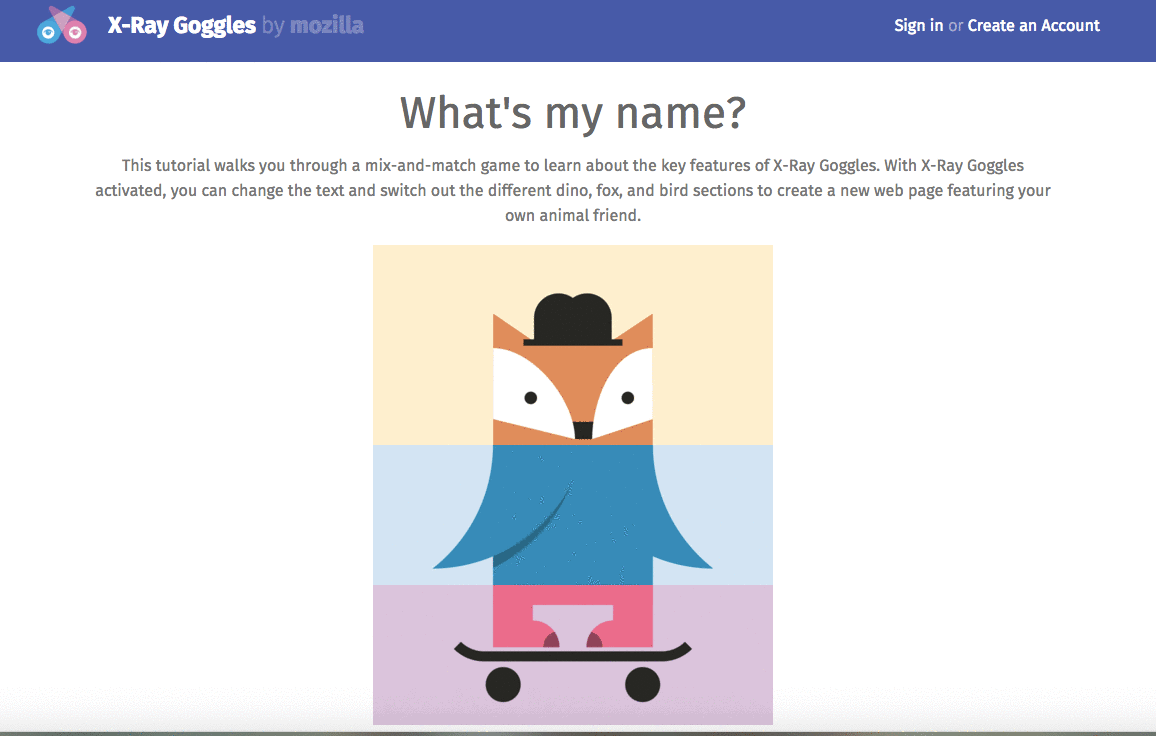 X-Ray Goggles by mozilla
Sign in or Create an Account
What's my name?
This tutorial walks you through a mix-and-match game to learn about the key features of X-Ray Goggles. With X-Ray Goggles
activated, you can change the text and switch out the different dino, fox, and bird sections to create a new web page featuring your
own animal friend.